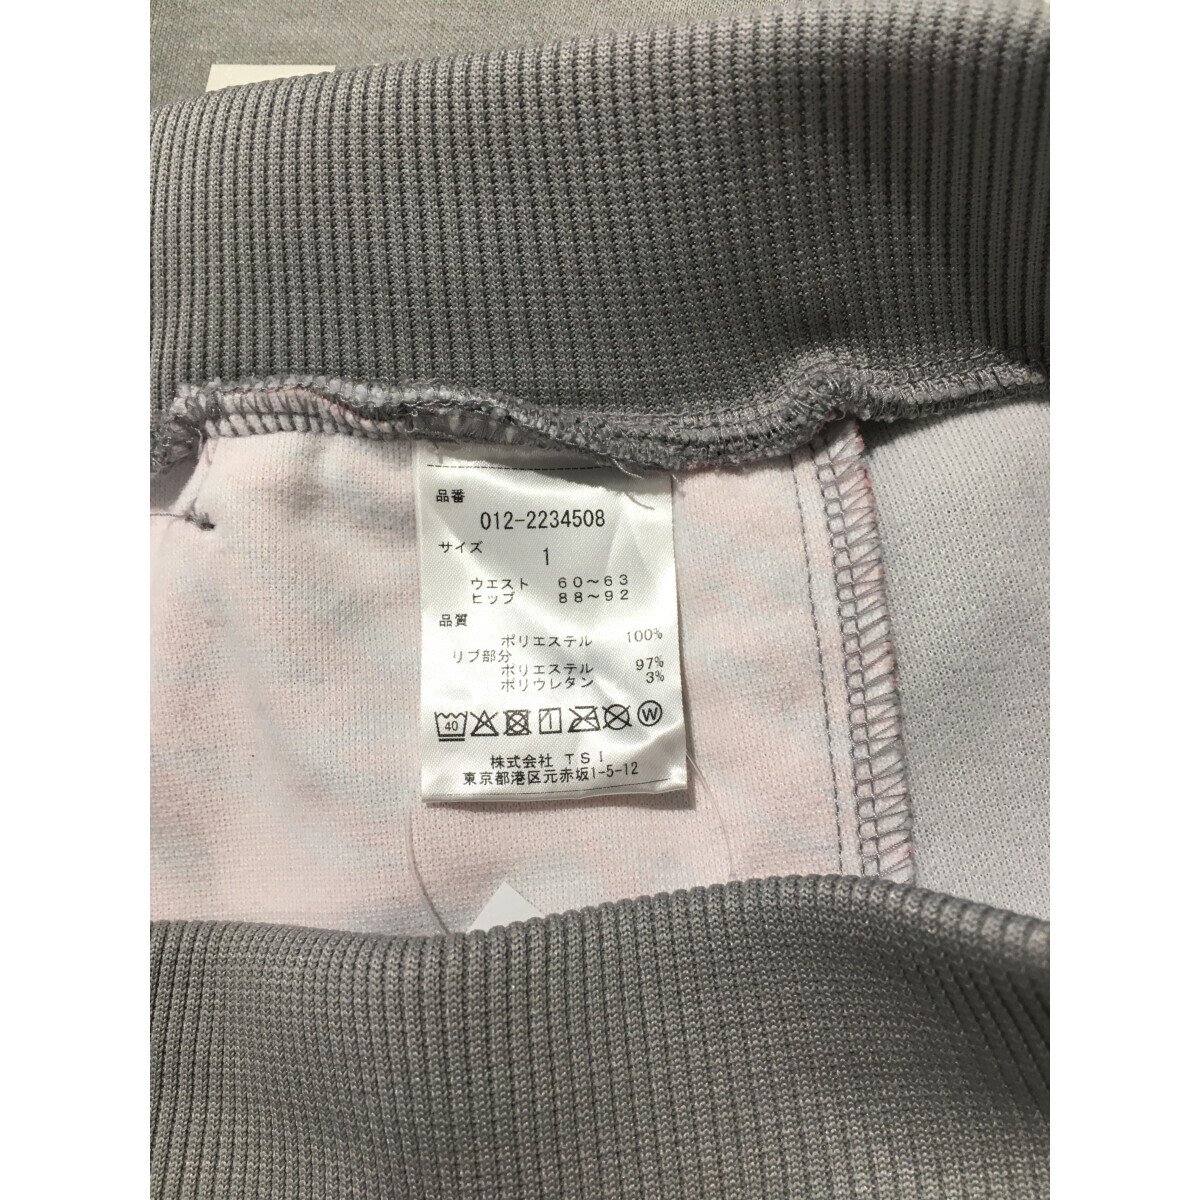 品番
012-2234508
サイズ
1
ウエスト 60～63
ヒップ 88～92
品質
ポリエステル 100%
リブ部分
ポリエステル 97%
ポリウレタン 3%
40 W
株式会社 TSI
東京都港区元赤坂1-5-12